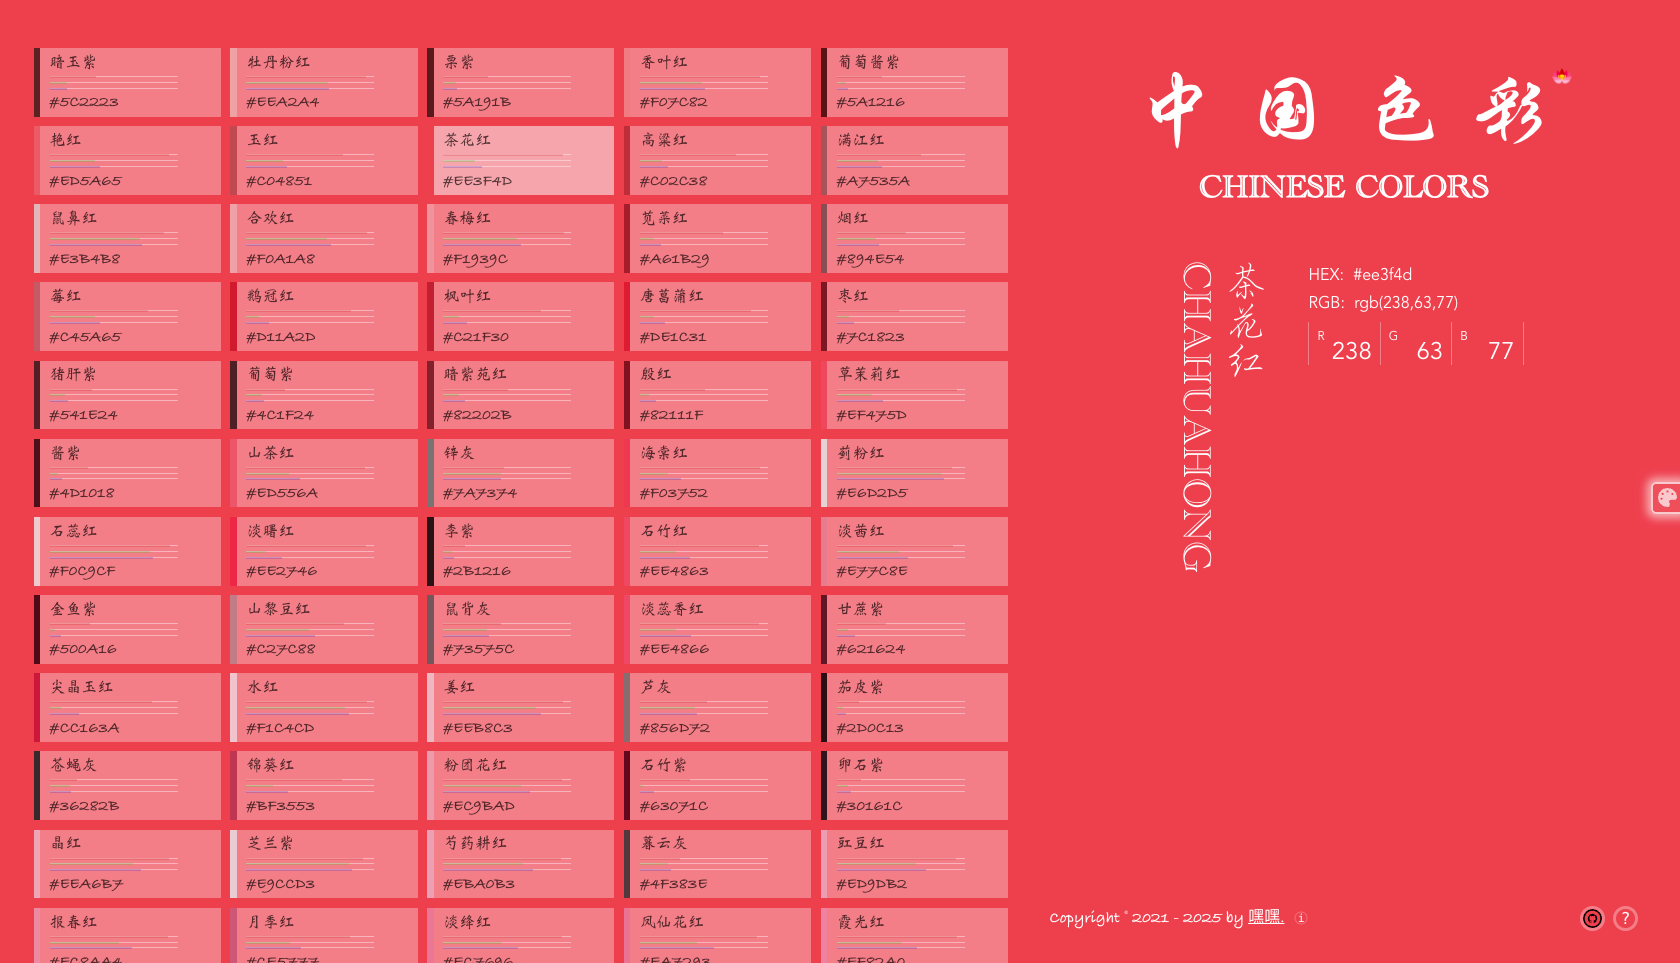 暗玉紫
#5C2223
牡丹粉红
#EEA2A4
栗紫
#5A191B
香叶红
#F07C82
葡萄酱紫
#5A1216
艳红
#ED5A65
玉红
#C04851
茶花红
#EE3F4D
高粱红
#C02C38
满江红
#A7535A
鼠鼻红
#E3B4B8
合欢红
#F0A1A8
春梅红
#F1939C
苋菜红
#A61B29
烟红
#894E54
莓红
#C45A65
鹅冠红
#D11A2D
枫叶红
#C21F30
唐菖蒲红
#DE1C31
枣红
#7C1823
猪肝紫
#541E24
葡萄紫
#4C1F24
暗紫苑红
#82202B
殷红
#82111F
草茉莉红
#EF475D
酱紫
#4D1018
山茶红
#ED556A
锌灰
#7A7374
海棠红
#F03752
蓟粉红
#E6D2D5
石蕊红
#F0C9CF
淡曙红
#EE2746
李紫
#2B1216
石竹红
#EE4863
淡茜红
#E77C8E
金鱼紫
#500A16
山黎豆红
#C27C88
鼠背灰
#73575C
淡蕊香红
#EE4866
甘蔗紫
#621624
尖晶玉红
#CC163A
水红
#F1C4CD
姜红
#EEB8C3
芦灰
#856D72
茄皮紫
#2D0C13
苍蝇灰
#36282B
锦葵红
#BF3553
粉团花红
#EC9BAD
石竹紫
#63071C
卵石紫
#30161C
晶红
#EEA6B7
芝兰紫
#E9CCD3
芍药耕红
#EBA0B3
暮云灰
#4F383E
豇豆红
#ED9DB2
报春红
月季红
淡绛红
凤仙花红
霞光红
中国色彩
CHINESE COLORS
茶花红
CHAHUAHONG
HEX: #ee3f4d
RGB: rgb(238,63,77)
R 238 G 63 B 77
Copyright © 2021 - 2025 by 嘿嘿.
?